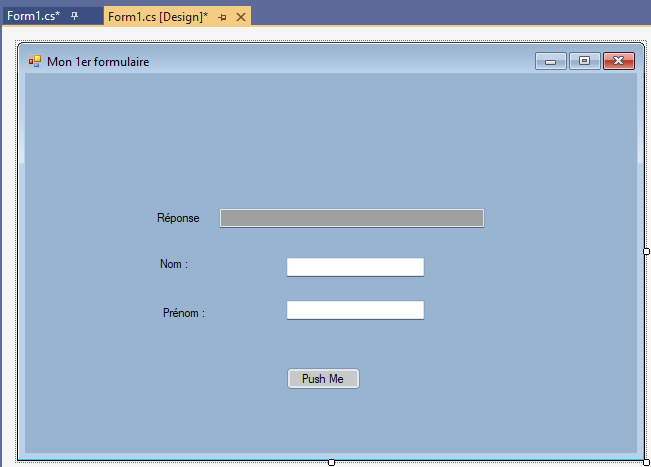 Form1.cs* Form1.cs [Design]*
Mon 1er formulaire
Réponse
Nom :
Prénom :
Push Me